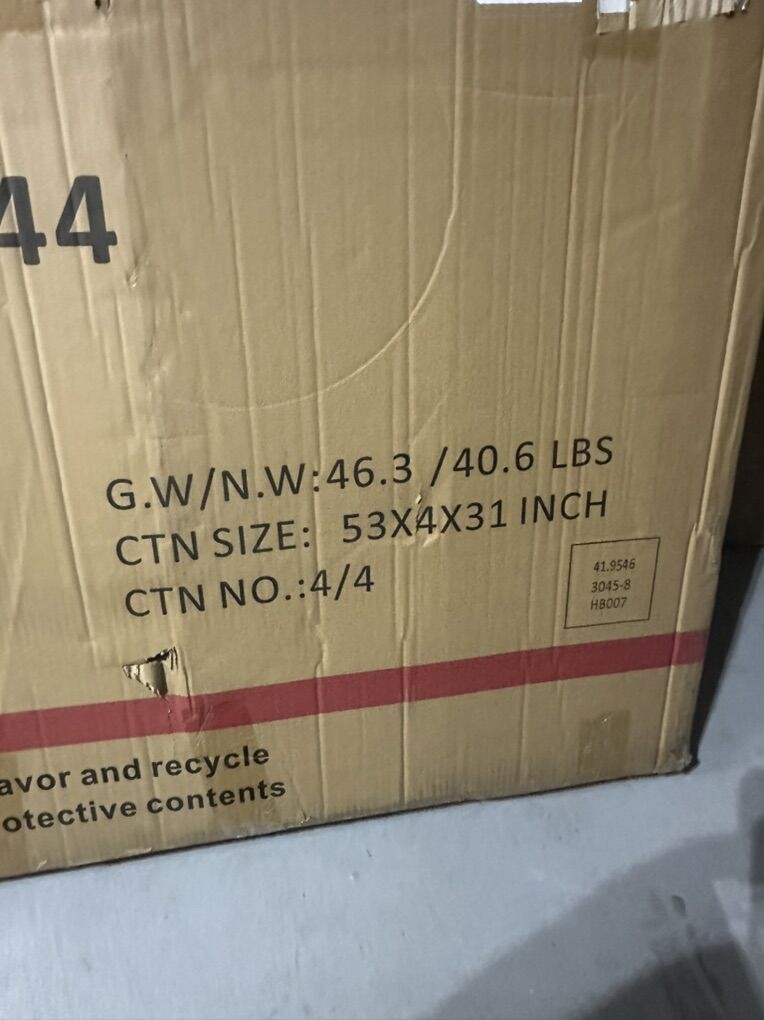 44
G.W/N.W:46.3 /40.6 LBS
CTN SIZE: 53X4X31 INCH
CTN NO.:4/4
41.9546
3045-8
HB007
avor and recycle
otective contents